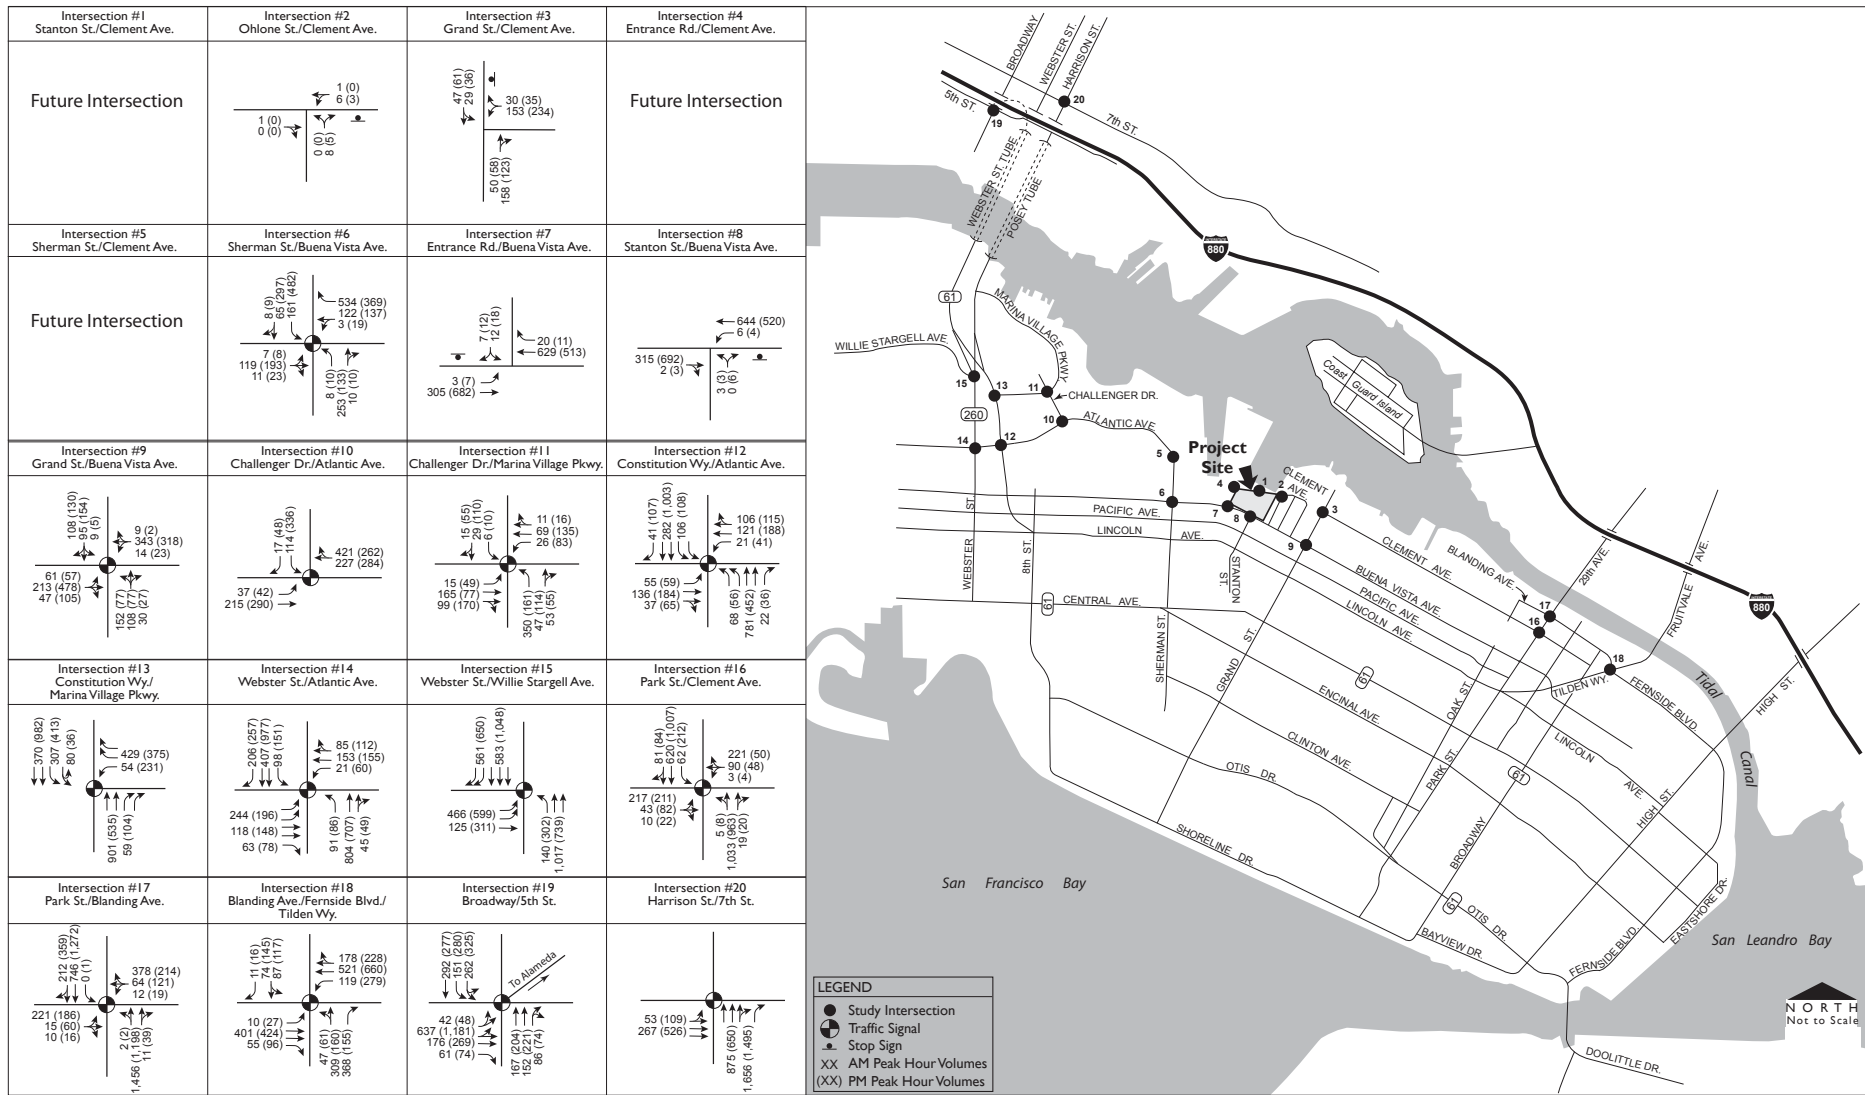 Intersection #1
Stanton St./Clement Ave.
Future Intersection
Intersection #2
Ohlone St./Clement Ave.
1 (0)
6 (3)
1 (0)
0 (0)
0 (0)
8 (5)
Intersection #3
Grand St./Clement Ave.
47 (61)
29 (36)
30 (35)
153 (234)
50 (58)
158 (123)
Intersection #4
Entrance Rd./Clement Ave.
Future Intersection
Intersection #5
Sherman St./Clement Ave.
Future Intersection
Intersection #6
Sherman St./Buena Vista Ave.
8 (9)
65 (297)
161 (482)
534 (369)
122 (137)
3 (19)
7 (8)
119 (193)
11 (23)
8 (10)
253 (133)
10 (10)
Intersection #7
Entrance Rd./Buena Vista Ave.
7 (12)
12 (18)
20 (11)
629 (513)
3 (7)
305 (682)
Intersection #8
Stanton St./Buena Vista Ave.
644 (520)
6 (4)
315 (692)
2 (3)
3 (3)
0 (6)
Intersection #9
Grand St./Buena Vista Ave.
108 (130)
95 (154)
9 (5)
9 (2)
343 (318)
14 (23)
61 (57)
213 (478)
47 (105)
152 (77)
108 (77)
30 (27)
Intersection #10
Challenger Dr./Atlantic Ave.
17 (48)
114 (336)
421 (262)
227 (284)
37 (42)
215 (290)
Intersection #11
Challenger Dr./Marina Village Pkwy.
15 (55)
29 (110)
6 (10)
11 (16)
69 (135)
26 (83)
15 (49)
165 (77)
99 (170)
350 (161)
47 (114)
53 (55)
Intersection #12
Constitution Wy./Atlantic Ave.
41 (107)
282 (1,003)
106 (108)
106 (115)
121 (188)
21 (41)
55 (59)
136 (184)
37 (65)
68 (56)
781 (452)
22 (36)
Intersection #13
Constitution Wy./
Marina Village Pkwy.
370 (982)
307 (413)
80 (36)
429 (375)
54 (231)
901 (535)
59 (104)
Intersection #14
Webster St./Atlantic Ave.
206 (257)
407 (977)
98 (151)
85 (112)
153 (155)
21 (60)
244 (196)
118 (148)
63 (78)
91 (86)
804 (707)
45 (49)
Intersection #15
Webster St./Willie Stargell Ave.
561 (650)
583 (1,048)
466 (599)
125 (311)
140 (302)
1,017 (739)
Intersection #16
Park St./Clement Ave.
81 (84)
620 (1,007)
62 (212)
221 (50)
90 (48)
3 (4)
217 (211)
43 (82)
10 (22)
5 (8)
1,033 (963)
19 (20)
Intersection #17
Park St./Blanding Ave.
212 (359)
746 (1,272)
0 (1)
378 (214)
64 (121)
12 (19)
221 (186)
15 (60)
10 (16)
2 (2)
1,456 (1,198)
11 (39)
Intersection #18
Blanding Ave./Fernside Blvd./
Tilden Wy.
11 (16)
74 (145)
87 (117)
178 (228)
521 (660)
119 (279)
10 (27)
401 (424)
55 (96)
47 (61)
309 (160)
368 (155)
Intersection #19
Broadway/5th St.
292 (277)
151 (280)
262 (325)
To Alameda
42 (48)
637 (1,181)
176 (269)
61 (74)
167 (204)
152 (221)
86 (74)
Intersection #20
Harrison St./7th St.
53 (109)
267 (526)
875 (650)
1,656 (1,495)
BROADWAY
WEBSTER ST.
HARRISON ST.
5th ST.
19
20
7th ST.
WEBSTER ST. TUBE
POSEY TUBE
880
61
MARINA VILLAGE PKWY
WILLIE STARGELL AVE.
15
13
11
CHALLENGER DR.
260
10
ATLANTIC AVE
14
12
5
Project
Site
4
1
2
CLEMENT
AVE.
3
6
7
8
9
PACIFIC AVE.
LINCOLN AVE.
WEBSTER ST.
8th ST.
STANTON
ST.
Coast Guard Island
CLEMENT AVE.
BLANDING AVE.
29th AVE.
FRUITVALE AVE.
880
17
16
18
BUENA VISTA AVE.
PACIFIC AVE.
LINCOLN AVE.
61
CENTRAL AVE.
SHERMAN ST.
GRAND ST.
61
ENCINAL AVE.
CLINTON AVE.
OAK ST.
PARK ST.
TILDEN WY.
FERNSIDE BLVD.
Tidal Canal
HIGH ST.
LINCOLN AVE.
61
OTIS DR.
BROADWAY
HIGH ST.
SHORELINE DR.
61
OTIS DR.
BAYVIEW DR.
FERNSIDE BLVD.
EASTSHORE DR.
San Francisco Bay
San Leandro Bay
DOOLITTLE DR.
LEGEND
Study Intersection
Traffic Signal
Stop Sign
XX AM Peak Hour Volumes
(XX) PM Peak Hour Volumes
NORTH
Not to Scale